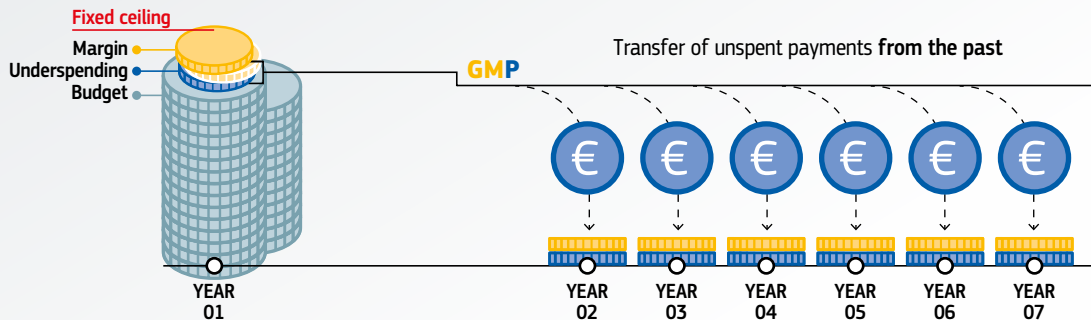 Fixed ceiling
Margin
Underspending
Budget
GMP
Transfer of unspent payments from the past
€ € € € € €
YEAR 01
YEAR 02
YEAR 03
YEAR 04
YEAR 05
YEAR 06
YEAR 07